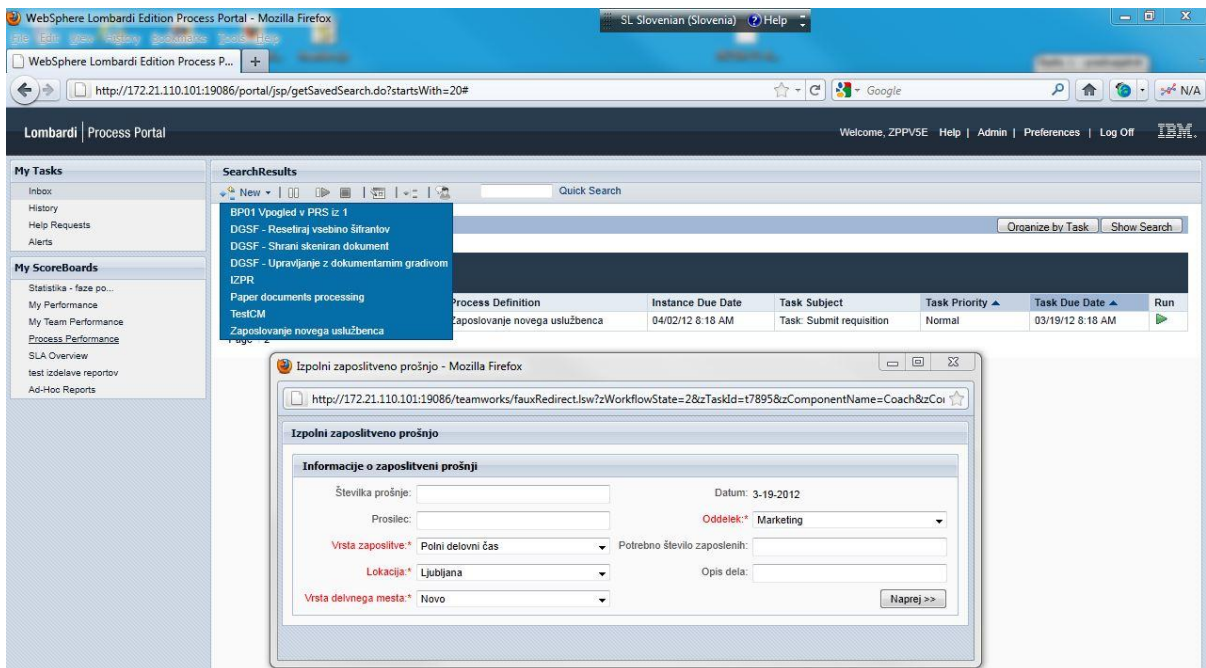 WebSphere Lombardi Edition Process Portal - Mozilla Firefox
SL Slovenian (Slovenia) Help
File Edit View History Bookmarks Tools Help
WebSphere Lombardi Edition Process P...
http://172.21.110.101:19086/portal/jsp/getSavedSearch.do?startsWith=20#
Google
N/A
Lombardi Process Portal
Welcome, ZPPV5E Help | Admin | Preferences | Log Off IBM.
My Tasks
Inbox
History
Help Requests
Alerts
My ScoreBoards
Statistika - faze po...
My Performance
My Team Performance
Process Performance
SLA Overview
test izdelave reportov
Ad-Hoc Reports
SearchResults
New
Quick Search
BP01 Vpogled v PRS iz 1
DGSF - Resetiraj vsebino šifrantov
DGSF - Shrani skeniran dokument
DGSF - Upravljanje z dokumentarnim gradivom
IZPR
Paper documents processing
TestCM
Zaposlovanje novega uslužbenca
Organize by Task Show Search
Process Definition Instance Due Date Task Subject Task Priority Task Due Date Run
Zaposlovanje novega uslužbenca 04/02/12 8:18 AM Task: Submit requisition Normal 03/19/12 8:18 AM
Izpolni zaposlitveno prošnjo - Mozilla Firefox
http://172.21.110.101:19086/teamworks/fauxRedirect.lsw?zWorkflowState=2&zTaskId=t7895&zComponentName=Coach&zCoi
Izpolni zaposlitveno prošnjo
Informacije o zaposlitveni prošnji
Številka prošnje: Datum: 3-19-2012
Prosilec: Oddelek:* Marketing
Vrsta zaposlitve:* Polni delovni čas Potrebno število zaposlenih:
Lokacija:* Ljubljana Opis dela:
Vrsta delvnega mesta:* Novo Naprej >>